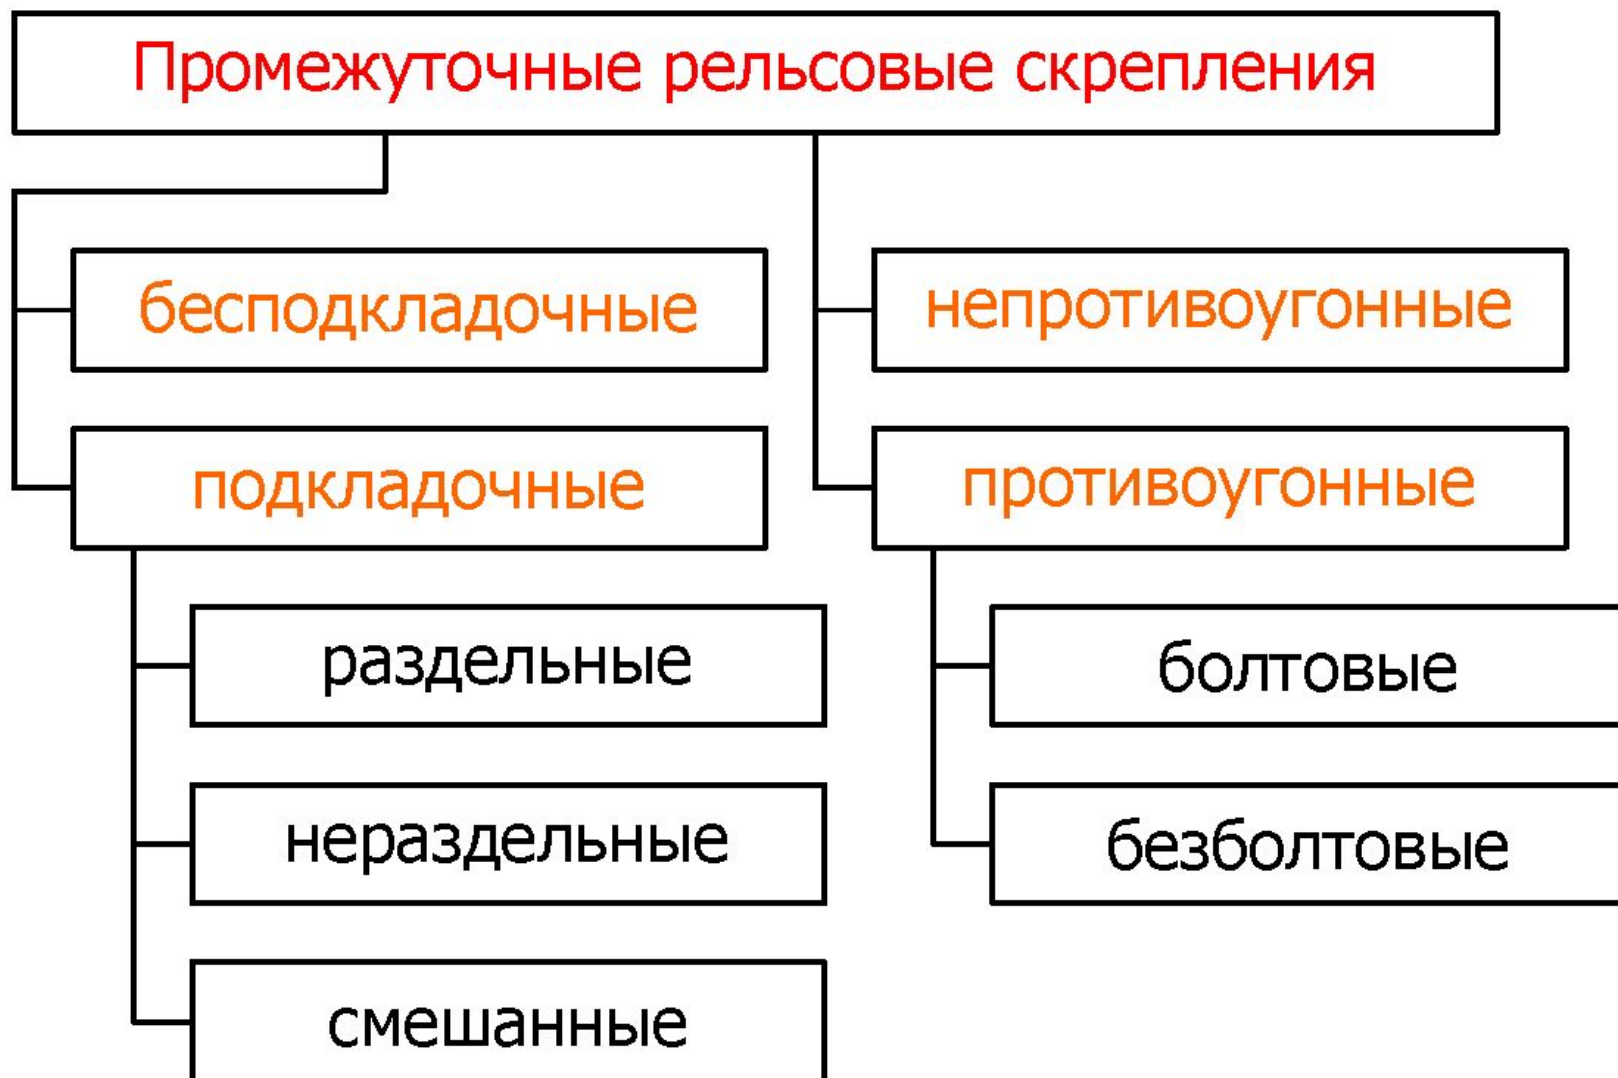 Промежуточные рельсовые скрепления
бесподкладочные
подкладочные
раздельные
нераздельные
смешанные
непротивоугонные
противоугонные
болтовые
безболтовые